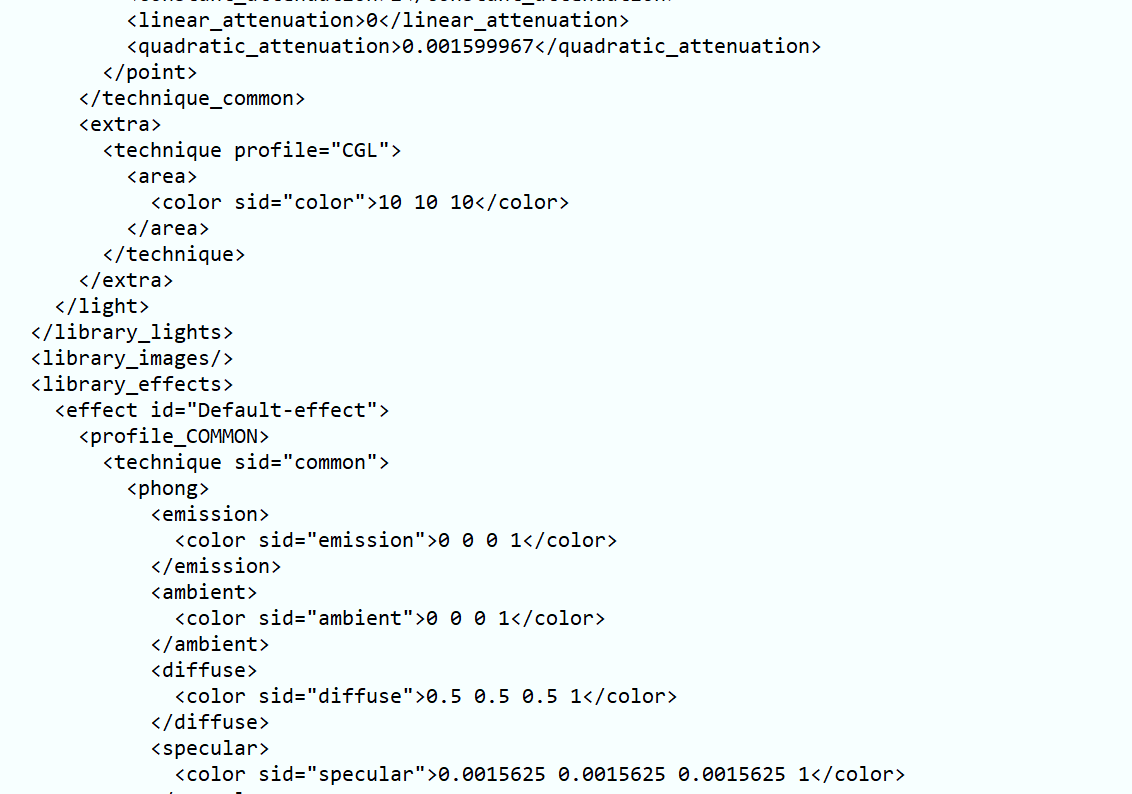 <linear_attenuation>0</linear_attenuation>
<quadratic_attenuation>0.001599967</quadratic_attenuation>
</point>
</technique_common>
<extra>
<technique profile="CGL">
<area>
<color sid="color">10 10 10</color>
</area>
</technique>
</extra>
</light>
</library_lights>
<library_images/>
<library_effects>
<effect id="Default-effect">
<profile_COMMON>
<technique sid="common">
<phong>
<emission>
<color sid="emission">0 0 0 1</color>
</emission>
<ambient>
<color sid="ambient">0 0 0 1</color>
</ambient>
<diffuse>
<color sid="diffuse">0.5 0.5 0.5 1</color>
</diffuse>
<specular>
<color sid="specular">0.0015625 0.0015625 0.0015625 1</color>